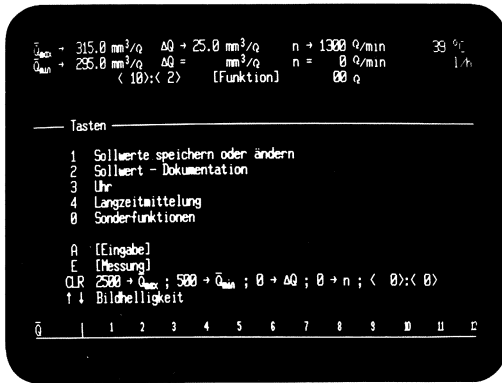 Q̄max → 315.0 mm³/Q ΔQ → 25.0 mm³/Q n → 1300 Q/min 39 °C
Q̄min → 295.0 mm³/Q ΔQ = mm³/Q n = 0 Q/min l/h
< 10>:< 2> [Funktion] 00 Q
Tasten
1 Sollwerte speichern oder ändern
2 Sollwert - Dokumentation
3 Uhr
4 Langzeitmittelung
0 Sonderfunktionen
A [Eingabe]
E [Messung]
CLR 2500 → Q̄max ; 500 → Q̄min ; 0 → ΔQ ; 0 → n ; < 0>:< 0>
↑ ↓ Bildhelligkeit
Q̄ 1 2 3 4 5 6 7 8 9 10 11 12